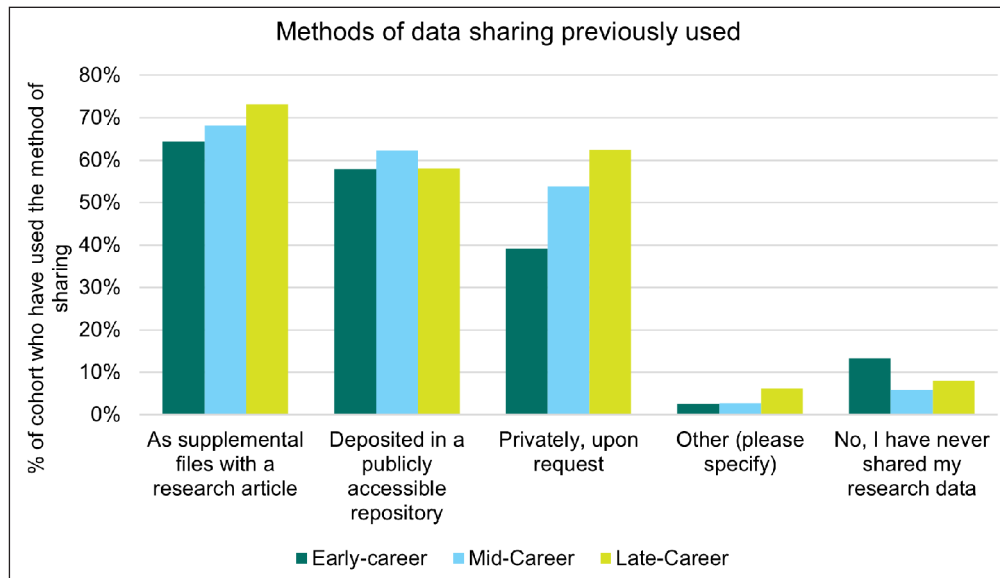 Methods of data sharing previously used
% of cohort who have used the method of
sharing
80%
70%
60%
50%
40%
30%
20%
10%
0%
As supplemental
files with a
research article
Deposited in a
publicly
accessible
repository
Privately, upon
request
Other (please
specify)
No, I have never
shared my
research data
Early-career
Mid-Career
Late-Career